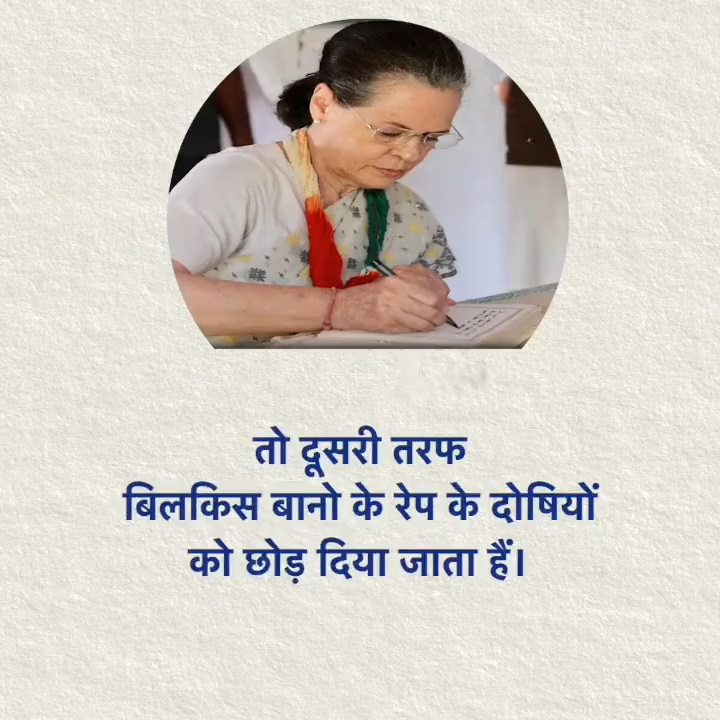 तो दूसरी तरफ
बिलकिस बानो के रेप के दोषियों
को छोड़ दिया जाता हैं।